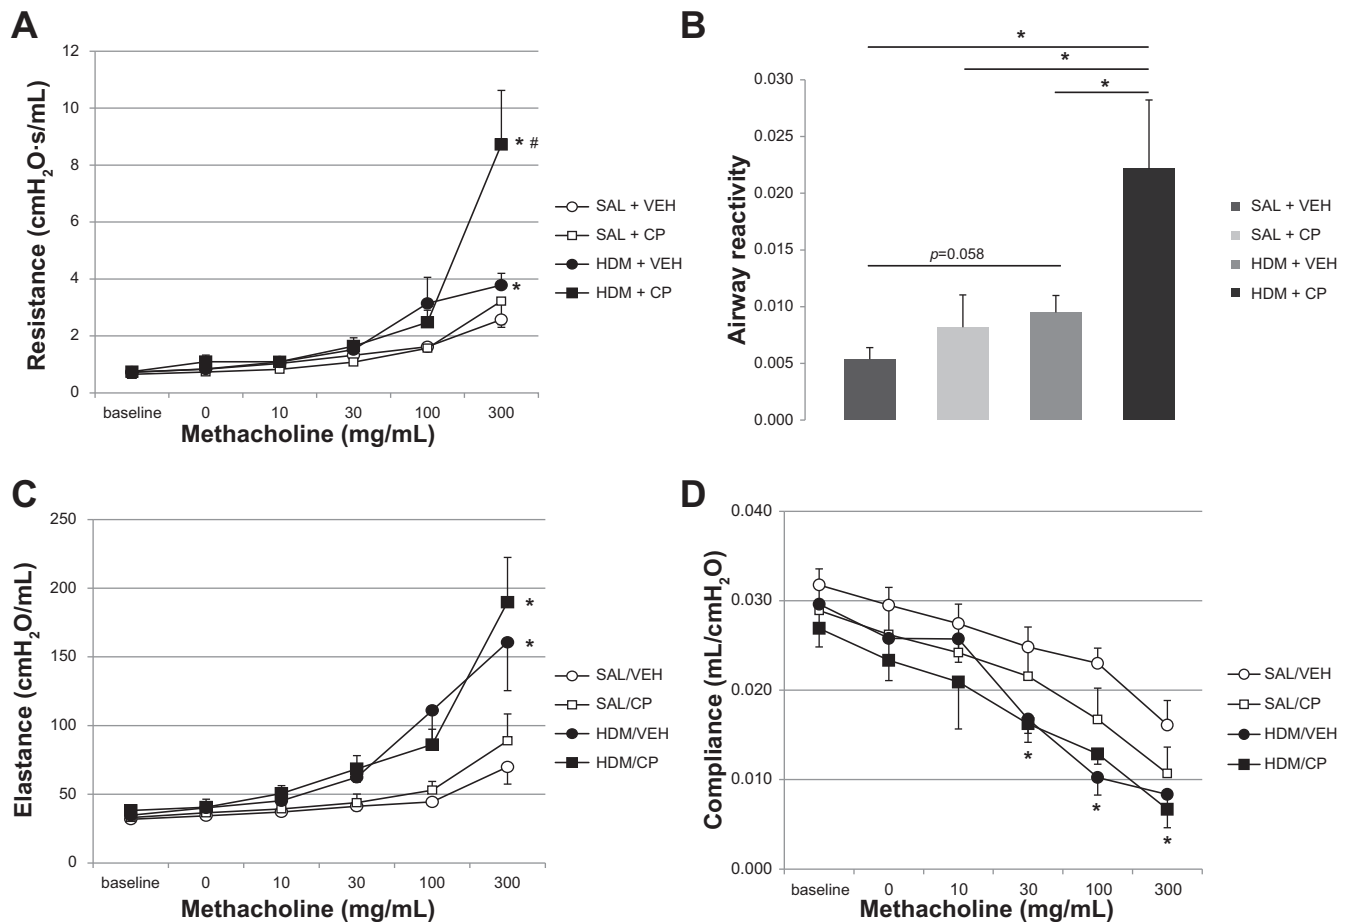 A
12
10
8
6
4
2
0
Resistance (cmH₂O·s/mL)
* #
*
baseline 0 10 30 100 300
Methacholine (mg/mL)
SAL + VEH
SAL + CP
HDM + VEH
HDM + CP
B
*
*
*
0.030
0.025
0.020
0.015
0.010
0.005
0.000
Airway reactivity
p=0.058
SAL + VEH
SAL + CP
HDM + VEH
HDM + CP
C
250
200
150
100
50
0
Elastance (cmH₂O/mL)
*
*
baseline 0 10 30 100 300
Methacholine (mg/mL)
SAL/VEH
SAL/CP
HDM/VEH
HDM/CP
D
0.040
0.030
0.020
0.010
0.000
Compliance (mL/cmH₂O)
*
*
*
baseline 0 10 30 100 300
Methacholine (mg/mL)
SAL/VEH
SAL/CP
HDM/VEH
HDM/CP